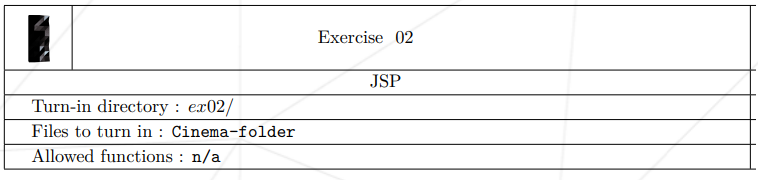 Exercise 02
JSP
Turn-in directory : ex02/
Files to turn in : Cinema-folder
Allowed functions : n/a